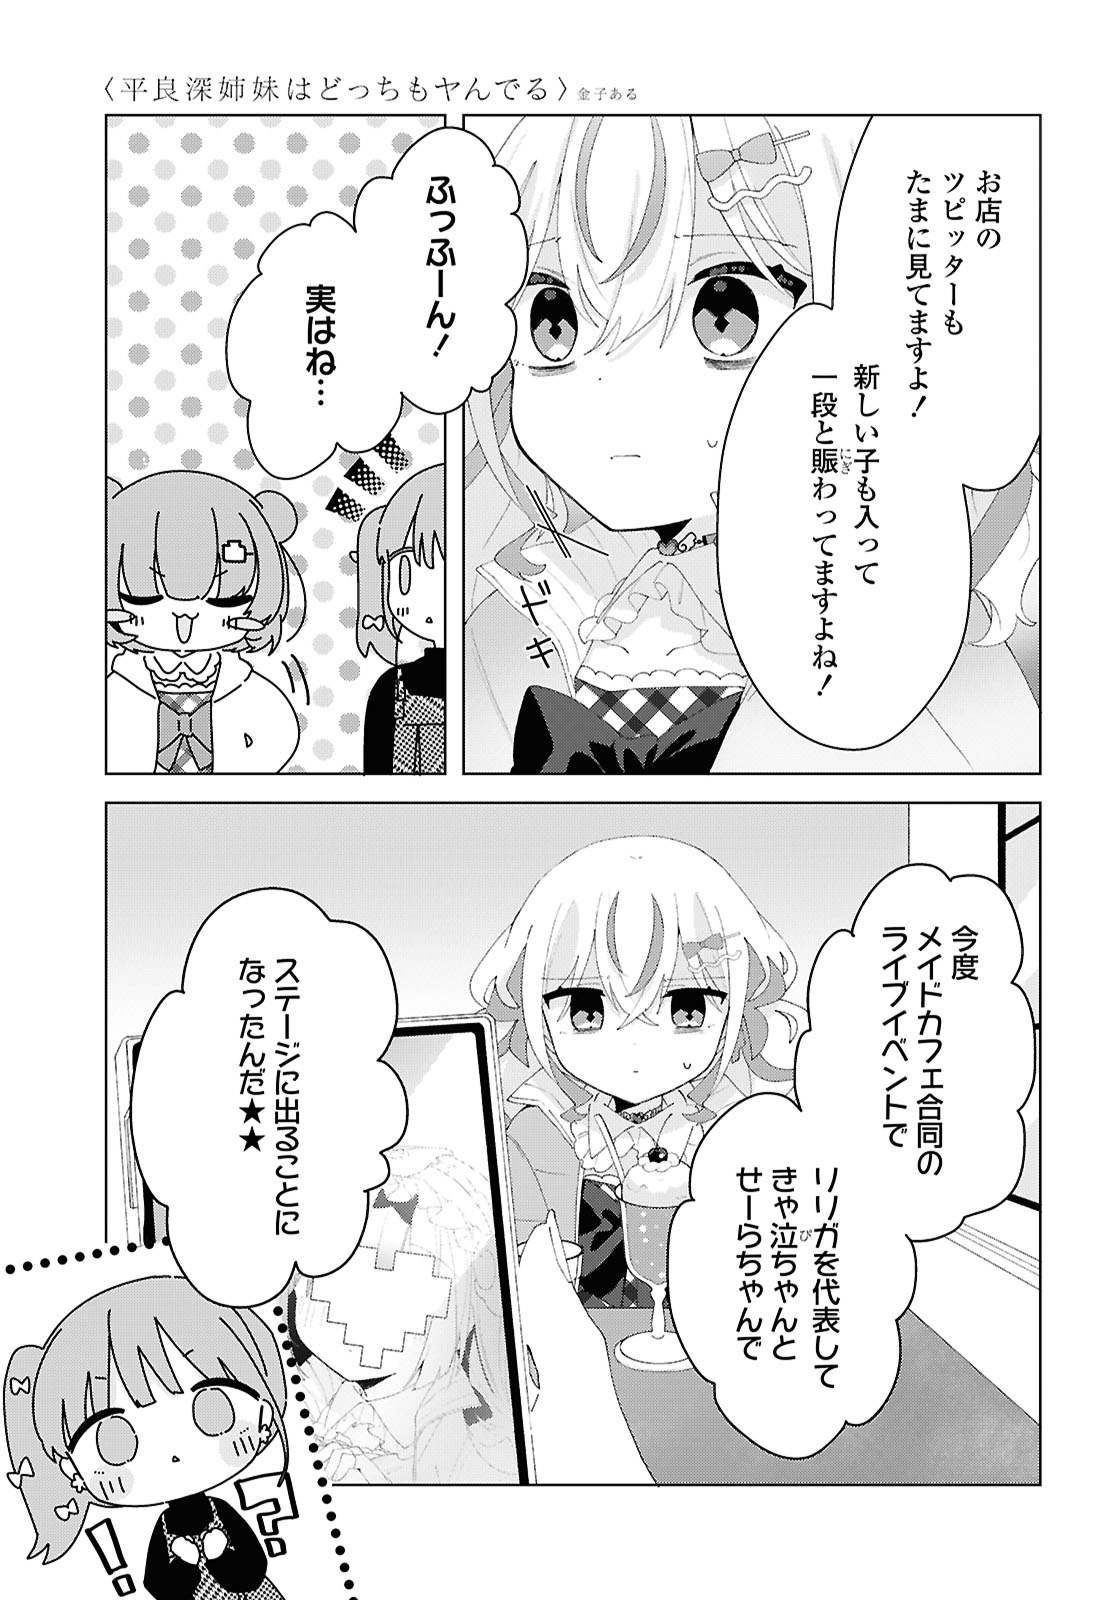 〈平良深姉妹はどっちもヤんでる〉金子ある
お店の
ツピッターも
たまに見てますよ！
新しい子も入って
一段と賑わってますよね！
にぎ
ドキ
ふっふーん！
実はね…
今度
メイドカフェ合同の
ライブイベントで
リリガを代表して
きゃ泣ちゃんと
ぴ
せーらちゃんで
ステージに出ることに
なったんだ★★
！？